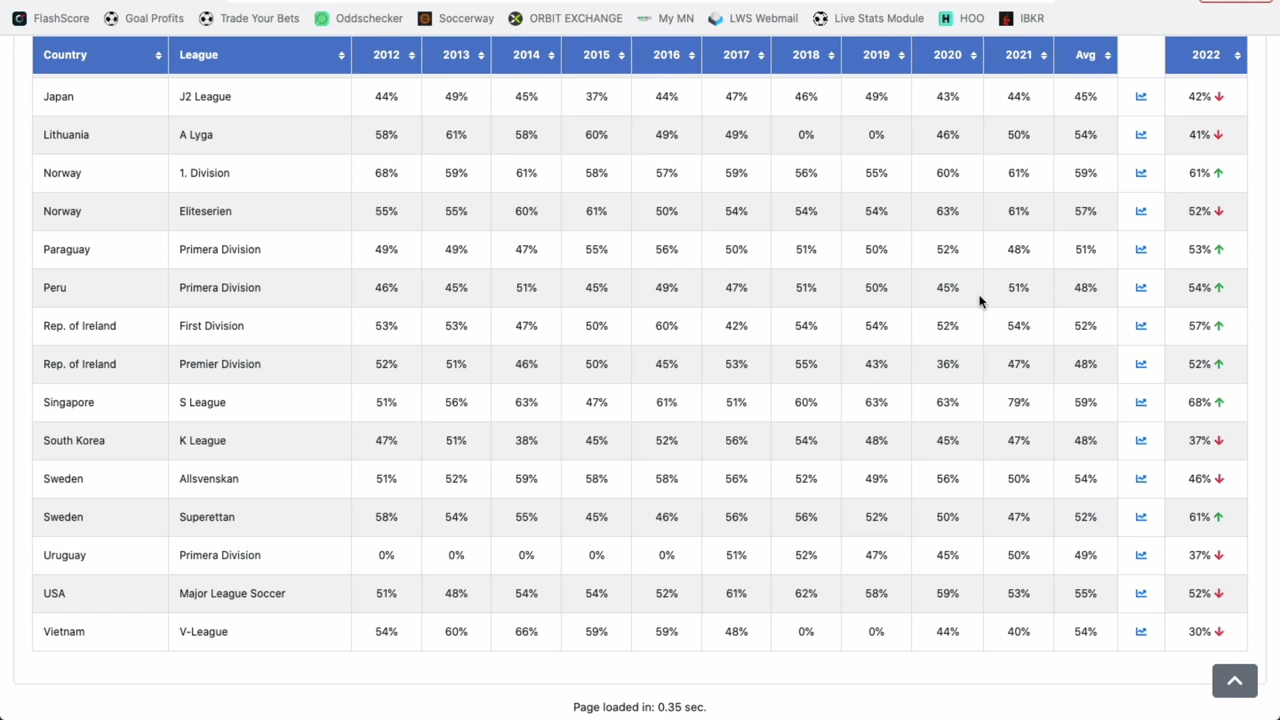 FlashScore Goal Profits Trade Your Bets Oddschecker Soccerway ORBIT EXCHANGE My MN LWS Webmail Live Stats Module HOO IBKR
Country League 2012 2013 2014 2015 2016 2017 2018 2019 2020 2021 Avg 2022
Japan J2 League 44% 49% 45% 37% 44% 47% 46% 49% 43% 44% 45% 42%
Lithuania A Lyga 58% 61% 58% 60% 49% 49% 0% 0% 46% 50% 54% 41%
Norway 1. Division 68% 59% 61% 58% 57% 59% 56% 55% 60% 61% 59% 61%
Norway Eliteserien 55% 55% 60% 61% 50% 54% 54% 54% 63% 61% 57% 52%
Paraguay Primera Division 49% 49% 47% 55% 56% 50% 51% 50% 52% 48% 51% 53%
Peru Primera Division 46% 45% 51% 45% 49% 47% 51% 50% 45% 51% 48% 54%
Rep. of Ireland First Division 53% 53% 47% 50% 60% 42% 54% 54% 52% 54% 52% 57%
Rep. of Ireland Premier Division 52% 51% 46% 50% 45% 53% 55% 43% 36% 47% 48% 52%
Singapore S League 51% 56% 63% 47% 61% 51% 60% 63% 63% 79% 59% 68%
South Korea K League 47% 51% 38% 45% 52% 56% 54% 48% 45% 47% 48% 37%
Sweden Allsvenskan 51% 52% 59% 58% 58% 56% 52% 49% 56% 50% 54% 46%
Sweden Superettan 58% 54% 55% 45% 46% 56% 56% 52% 50% 47% 52% 61%
Uruguay Primera Division 0% 0% 0% 0% 0% 51% 52% 47% 45% 50% 49% 37%
USA Major League Soccer 51% 48% 54% 54% 52% 61% 62% 58% 59% 53% 55% 52%
Vietnam V-League 54% 60% 66% 59% 59% 48% 0% 0% 44% 40% 54% 30%
Page loaded in: 0.35 sec.